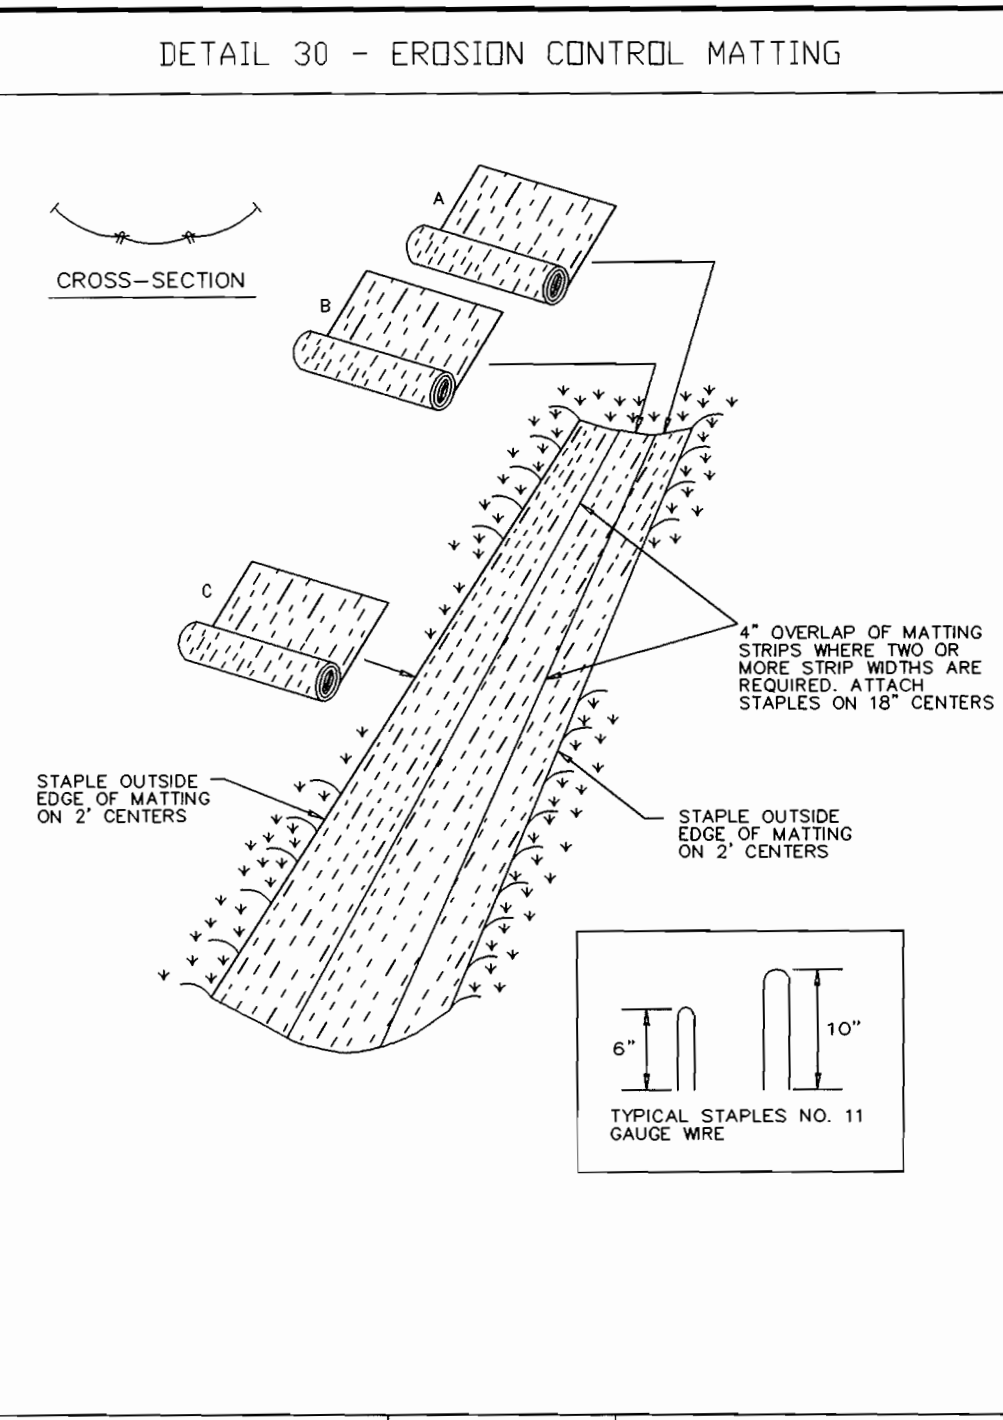 DETAIL 30 - EROSION CONTROL MATTING
A
CROSS-SECTION
B
C
4" OVERLAP OF MATTING
STRIPS WHERE TWO OR
MORE STRIP WIDTHS ARE
REQUIRED. ATTACH
STAPLES ON 18" CENTERS
STAPLE OUTSIDE
EDGE OF MATTING
ON 2' CENTERS
STAPLE OUTSIDE
EDGE OF MATTING
ON 2' CENTERS
6"
10"
TYPICAL STAPLES NO. 11
GAUGE WIRE